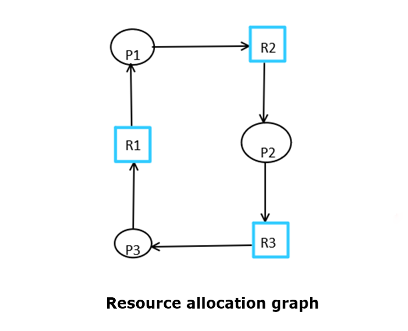 P1
R2
R1
P2
P3
R3
Resource allocation graph